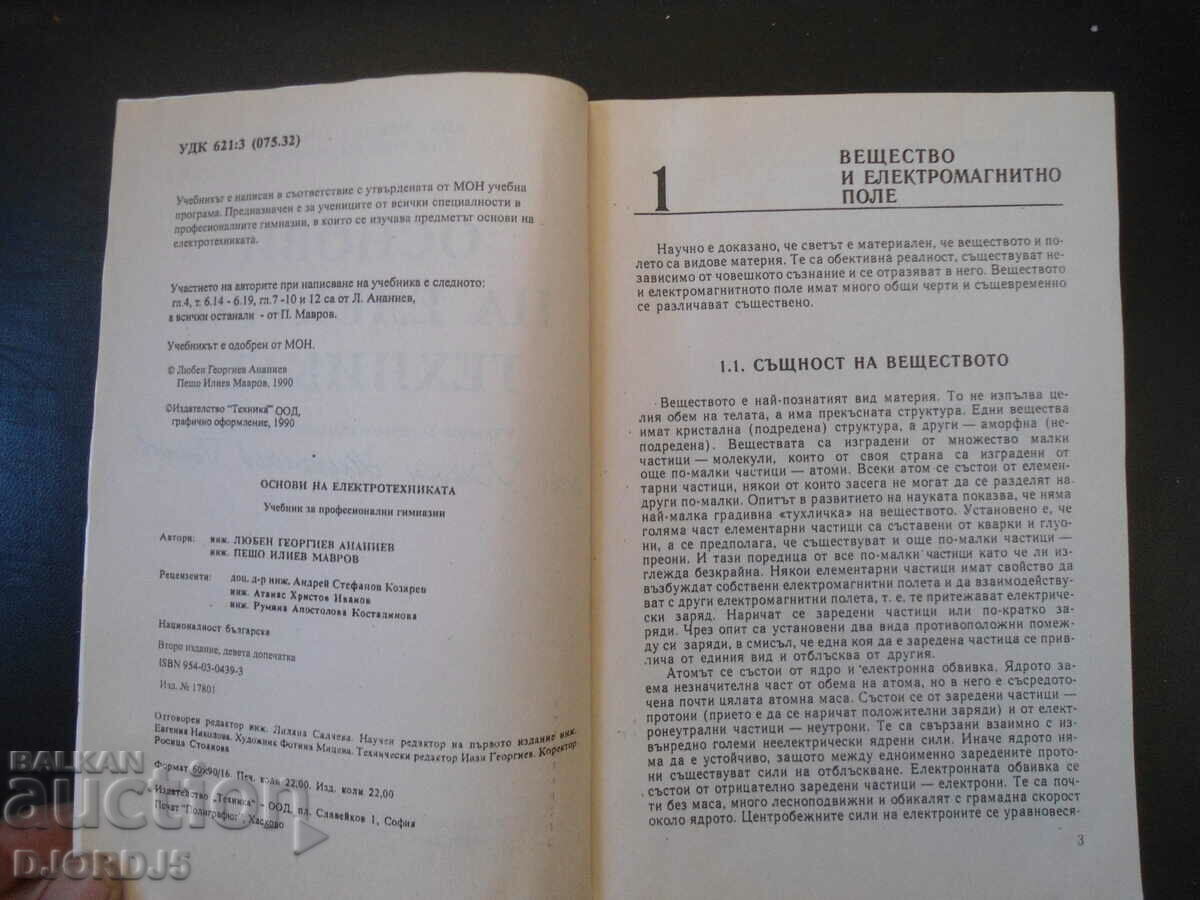 УДК 621:3 (075.32)
Учебникът е написан в съответствие с утвърдената от МОН учебна
програма. Предназначен е за учениците от всички специалности в
професионалните гимназии, в които се изучава предметът основи на
електротехниката.
Участието на авторите при написване на учебника е следното:
гл.4, т. 6.14 - 6.19, гл.7 -10 и 12 са от Л. Ананиев,
а всички останали - от П. Мавров.
Учебникът е одобрен от МОН.
© Любен Георгиев Ананиев
Пешо Илиев Мавров, 1990
©Издателство "Техника" ООД,
графично оформление, 1990
ОСНОВИ НА ЕЛЕКТРОТЕХНИКАТА
Учебник за професионални гимназии
Автори: инж. ЛЮБЕН ГЕОРГИЕВ АНАНИЕВ
инж. ПЕШО ИЛИЕВ МАВРОВ
Рецензенти: доц. д-р инж. Андрей Стефанов Козарев
инж. Атанас Христов Иванов
инж. Румяна Апостолова Костадинова
Националност българска
Второ издание, девета допечатка
ISBN 954-03-0439-3
Изд. № 17801
Отговорен редактор инж. Лиляна Салчева. Научен редактор на първото издание инж.
Евгения Николова. Художник Фотина Мицева. Технически редактор Иван Георгиев. Коректор
Росица Стоянова
Формат 60х90/16. Печ. коли 22,00. Изд. коли 22,00
Издателство "Техника" - ООД, пл. Славейков 1, София
Печат "Полиграфюг", Хасково
1
ВЕЩЕСТВО
И ЕЛЕКТРОМАГНИТНО
ПОЛЕ
Научно е доказано, че светът е материален, че веществото и по-
лето са видове материя. Те са обективна реалност, съществуват не-
зависимо от човешкото съзнание и се отразяват в него. Веществото
и електромагнитното поле имат много общи черти и същевременно
се различават съществено.
1.1. СЪЩНОСТ НА ВЕЩЕСТВОТО
Веществото е най-познатият вид материя. То не изпълва це-
лия обем на телата, а има прекъсната структура. Едни вещества
имат кристална (подредена) структура, а други — аморфна (не-
подредена). Веществата са изградени от множество малки
частици — молекули, които от своя страна са изградени от
още по-малки частици — атоми. Всеки атом се състои от елемен-
тарни частици, някои от които засега не могат да се разделят на
други по-малки. Опитът в развитието на науката показва, че няма
най-малка градивна «тухличка» на веществото. Установено е, че
голяма част елементарни частици са съставени от кварки и глуо-
ни, а се предполага, че съществуват и още по-малки частици —
преони. И тази поредица от все по-малки частици като че ли из-
глежда безкрайна. Някои елементарни частици имат свойство да
възбуждат собствени електромагнитни полета и да взаимодейству-
ват с други електромагнитни полета, т. е. те притежават електриче-
ски заряд. Наричат се заредени частици или по-кратко за-
ряди. Чрез опит са установени два вида противоположни помеж-
ду си заряди, в смисъл, че една коя да е заредена частица се прив-
лича от единия вид и отблъсква от другия.
Атомът се състои от ядро и електронна обвивка. Ядрото за-
ема незначителна част от обема на атома, но в него е съсредото-
чена почти цялата атомна маса. Състои се от заредени частици —
протони (прието е да се наричат положителни заряди) и от елект-
ронеутрални частици — неутрони. Те са свързани взаимно с из-
вънредно големи неелектрически ядрени сили. Иначе ядрото ня-
ма да е устойчиво, защото между едноименно заредените прото-
ни съществуват сили на отблъскване. Електронната обвивка се
състои от отрицателно заредени частици — електрони. Те са поч-
ти без маса, много лесноподвижни и обикалят с грамадна скорост
около ядрото. Центробежните сили на електроните се уравновеся-
3
BALKAN
auction
DJORDJ5